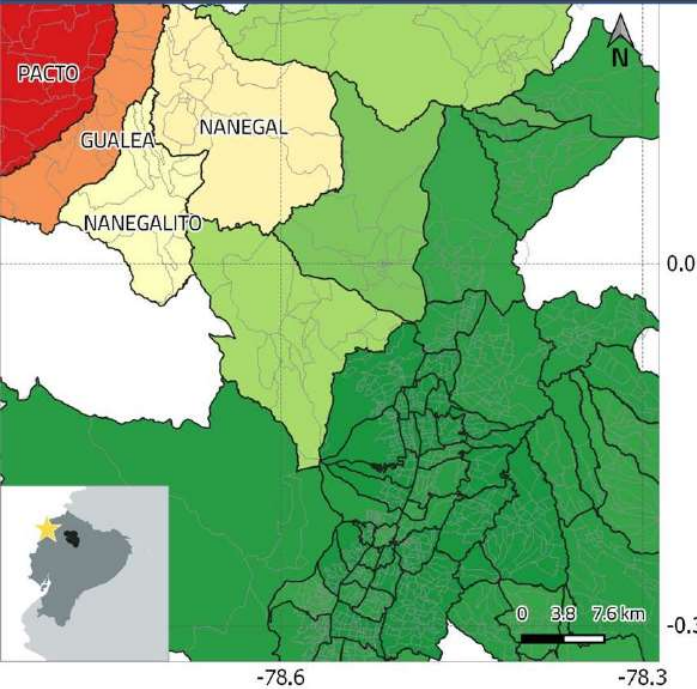 N
PACTO
NANEGAL
GUALEA
NANEGALITO
0.0
0 3.8 7.6 km
-0.3
-78.6 -78.3